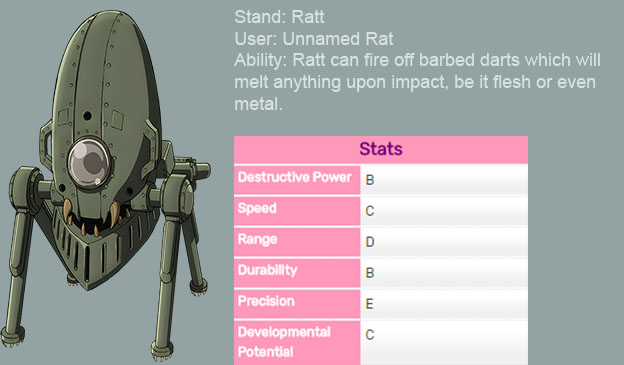 Stand: Ratt
User: Unnamed Rat
Ability: Ratt can fire off barbed darts which will
melt anything upon impact, be it flesh or even
metal.
Stats
Destructive Power B
Speed C
Range D
Durability B
Precision E
Developmental
Potential C